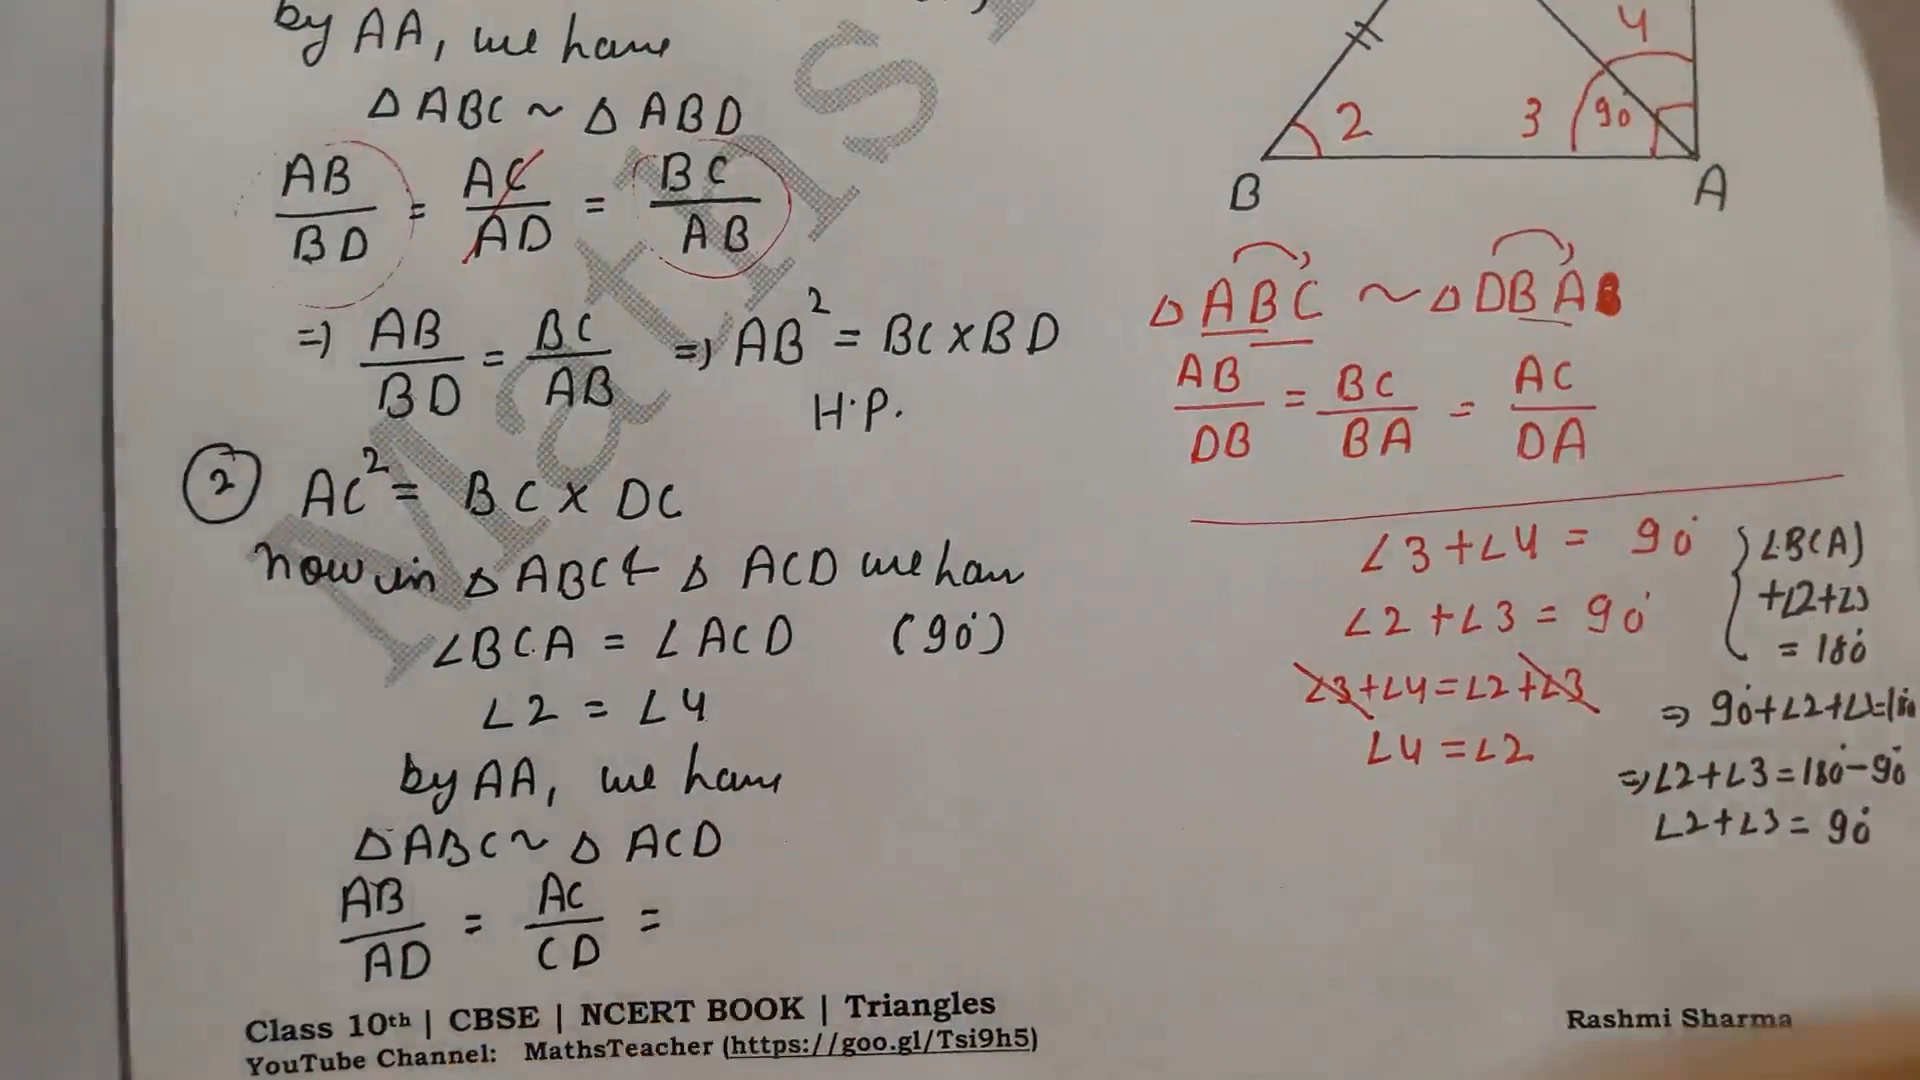 by AA, we have
△ ABC ~ △ ABD
AB/BD = AC/AD = BC/AB
=> AB/BD = BC/AB => AB² = BC x BD
H.P.
(2) AC² = BC x DC
now in △ ABC & △ ACD we have
∠BCA = ∠ACD (90°)
∠2 = ∠4
by AA, we have
△ABC ~ △ ACD
AB/AD = AC/CD =
4
2
3
90
B
A
△ ABC ~ △ DBA
AB/DB = BC/BA = AC/DA
∠3+∠4 = 90°
∠2+∠3 = 90°
∠3+∠4=∠2+∠3
∠4=∠2
∠BCA)
+∠2+∠3
= 180°
=> 90°+∠2+∠3=180
=> ∠2+∠3=180°-90°
∠2+∠3= 90°
Maths
Class 10th | CBSE | NCERT BOOK | Triangles
YouTube Channel: MathsTeacher (https://goo.gl/Tsi9h5)
Rashmi Sharma